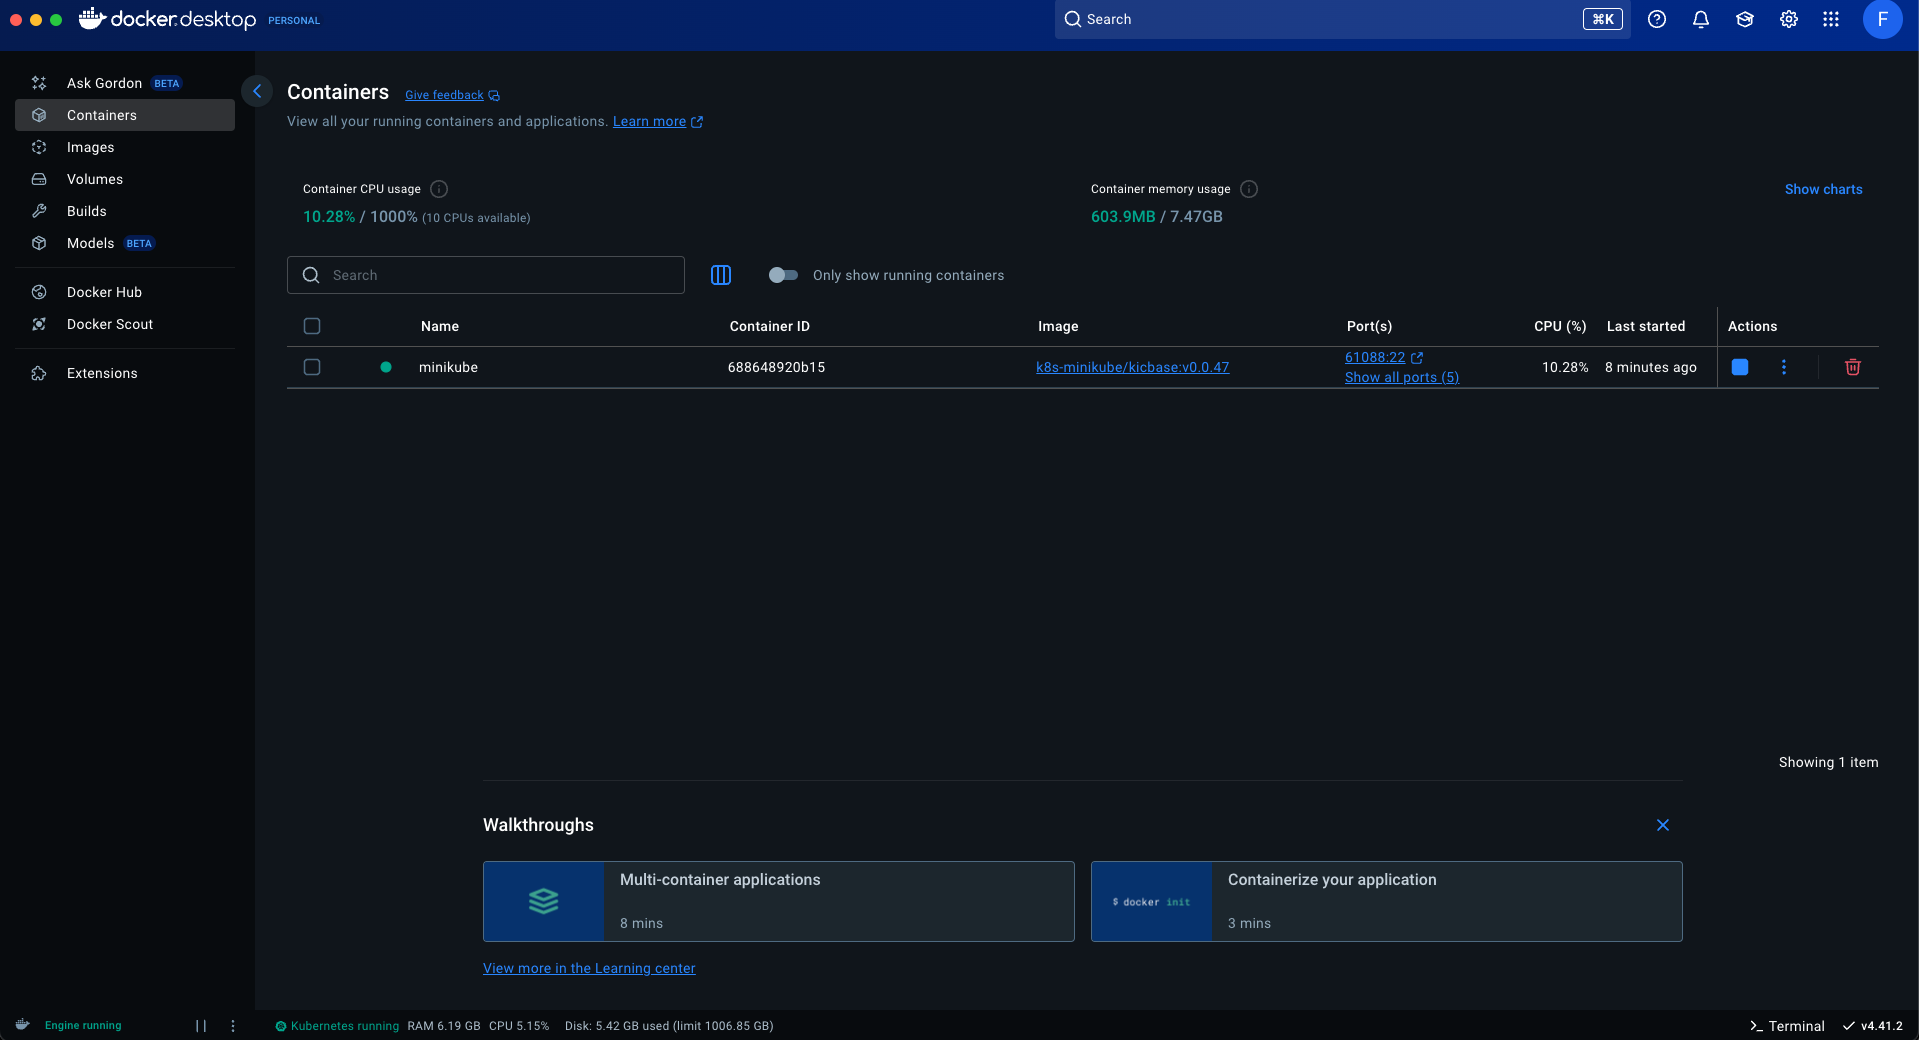 docker.desktop PERSONAL
Search ⌘K
F
Ask Gordon BETA
Containers
Images
Volumes
Builds
Models BETA
Docker Hub
Docker Scout
Extensions
Containers Give feedback
View all your running containers and applications. Learn more
Container CPU usage
10.28% / 1000% (10 CPUs available)
Container memory usage
603.9MB / 7.47GB
Show charts
Search
Only show running containers
Name Container ID Image Port(s) CPU (%) Last started Actions
minikube 688648920b15 k8s-minikube/kicbase:v0.0.47 61088:22 10.28% 8 minutes ago
Show all ports (5)
Showing 1 item
Walkthroughs
Multi-container applications
8 mins
$ docker init
Containerize your application
3 mins
View more in the Learning center
Engine running
Kubernetes running RAM 6.19 GB CPU 5.15% Disk: 5.42 GB used (limit 1006.85 GB)
>_ Terminal v4.41.2